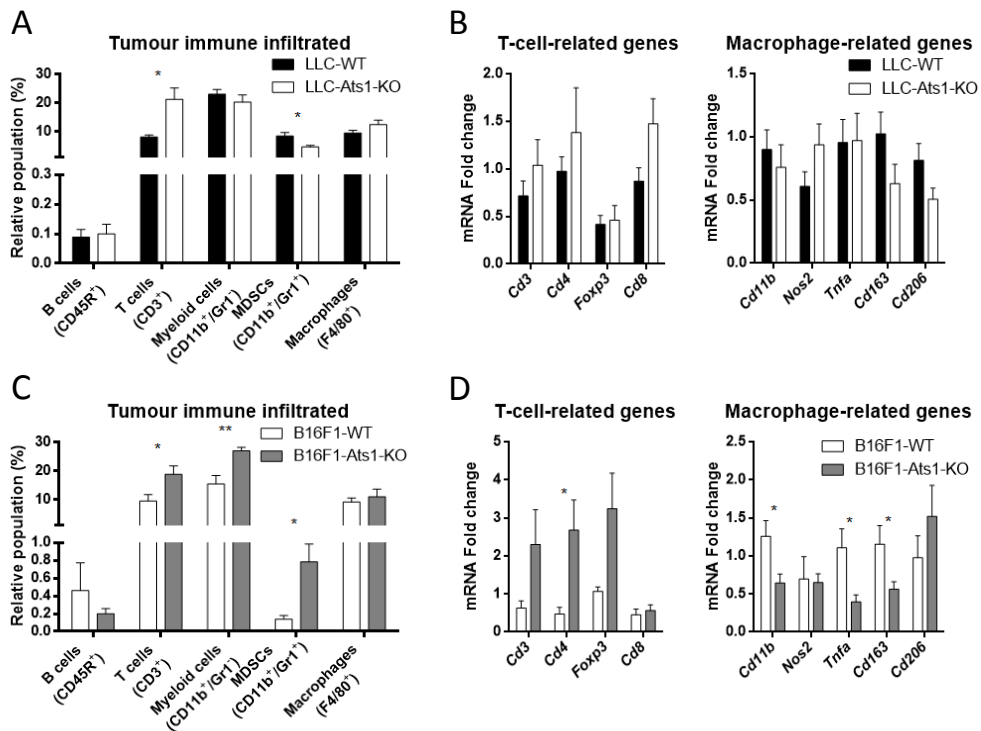 A
Tumour immune infiltrated
LLC-WT
LLC-Ats1-KO
Relative population (%)
30
20
10
0.3
0.2
0.1
0.0
*
*
B cells
(CD45R+)
T cells
(CD3+)
Myeloid cells
(CD11b+/Gr1-)
MDSCs
(CD11b+/Gr1+)
Macrophages
(F4/80+)
B
T-cell-related genes
mRNA Fold change
2.0
1.5
1.0
0.5
0.0
Cd3
Cd4
Foxp3
Cd8
Macrophage-related genes
LLC-WT
LLC-Ats1-KO
mRNA Fold change
1.5
1.0
0.5
0.0
Cd11b
Nos2
Tnfa
Cd163
Cd206
C
Tumour immune infiltrated
B16F1-WT
B16F1-Ats1-KO
Relative population (%)
30
20
10
1.0
0.8
0.6
0.4
0.2
0.0
*
**
*
B cells
(CD45R+)
T cells
(CD3+)
Myeloid cells
(CD11b+/Gr1-)
MDSCs
(CD11b+/Gr1+)
Macrophages
(F4/80+)
D
T-cell-related genes
mRNA Fold change
5
4
3
2
1
0
*
Cd3
Cd4
Foxp3
Cd8
Macrophage-related genes
B16F1-WT
B16F1-Ats1-KO
mRNA Fold change
2.5
2.0
1.5
1.0
0.5
0.0
*
*
*
Cd11b
Nos2
Tnfa
Cd163
Cd206